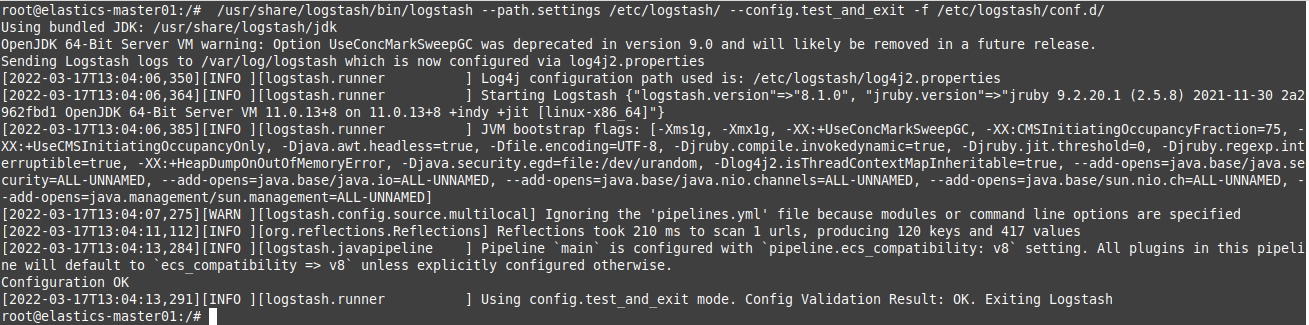 root@elastics-master01:/#  /usr/share/logstash/bin/logstash --path.settings /etc/logstash/ --config.test_and_exit -f /etc/logstash/conf.d/
Using bundled JDK: /usr/share/logstash/jdk
OpenJDK 64-Bit Server VM warning: Option UseConcMarkSweepGC was deprecated in version 9.0 and will likely be removed in a future release.
Sending Logstash logs to /var/log/logstash which is now configured via log4j2.properties
[2022-03-17T13:04:06,350][INFO ][logstash.runner          ] Log4j configuration path used is: /etc/logstash/log4j2.properties
[2022-03-17T13:04:06,364][INFO ][logstash.runner          ] Starting Logstash {"logstash.version"=>"8.1.0", "jruby.version"=>"jruby 9.2.20.1 (2.5.8) 2021-11-30 2a2
962fbd1 OpenJDK 64-Bit Server VM 11.0.13+8 on 11.0.13+8 +indy +jit [linux-x86_64]"}
[2022-03-17T13:04:06,385][INFO ][logstash.runner          ] JVM bootstrap flags: [-Xms1g, -Xmx1g, -XX:+UseConcMarkSweepGC, -XX:CMSInitiatingOccupancyFraction=75, -
XX:+UseCMSInitiatingOccupancyOnly, -Djava.awt.headless=true, -Dfile.encoding=UTF-8, -Djruby.compile.invokedynamic=true, -Djruby.jit.threshold=0, -Djruby.regexp.int
erruptible=true, -XX:+HeapDumpOnOutOfMemoryError, -Djava.security.egd=file:/dev/urandom, -Dlog4j2.isThreadContextMapInheritable=true, --add-opens=java.base/java.se
curity=ALL-UNNAMED, --add-opens=java.base/java.io=ALL-UNNAMED, --add-opens=java.base/java.nio.channels=ALL-UNNAMED, --add-opens=java.base/sun.nio.ch=ALL-UNNAMED, -
-add-opens=java.management/sun.management=ALL-UNNAMED]
[2022-03-17T13:04:07,275][WARN ][logstash.config.source.multilocal] Ignoring the 'pipelines.yml' file because modules or command line options are specified
[2022-03-17T13:04:11,112][INFO ][org.reflections.Reflections] Reflections took 210 ms to scan 1 urls, producing 120 keys and 417 values
[2022-03-17T13:04:13,284][INFO ][logstash.javapipeline    ] Pipeline `main` is configured with `pipeline.ecs_compatibility: v8` setting. All plugins in this pipeli
ne will default to `ecs_compatibility => v8` unless explicitly configured otherwise.
Configuration OK
[2022-03-17T13:04:13,291][INFO ][logstash.runner          ] Using config.test_and_exit mode. Config Validation Result: OK. Exiting Logstash
root@elastics-master01:/#